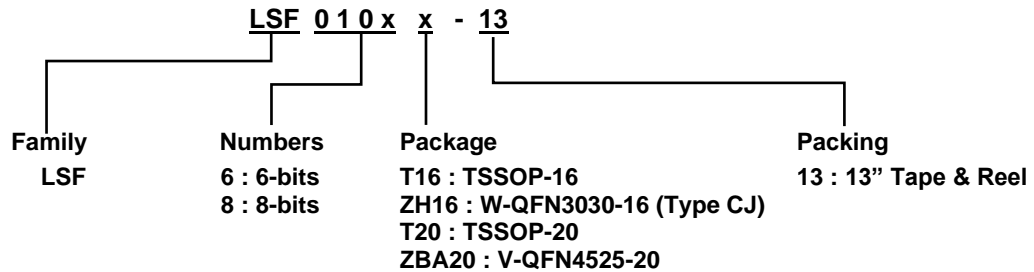 LSF 0 1 0 x x - 13
Family Numbers Package Packing
LSF 6 : 6-bits T16 : TSSOP-16 13 : 13” Tape & Reel
8 : 8-bits ZH16 : W-QFN3030-16 (Type CJ)
T20 : TSSOP-20
ZBA20 : V-QFN4525-20